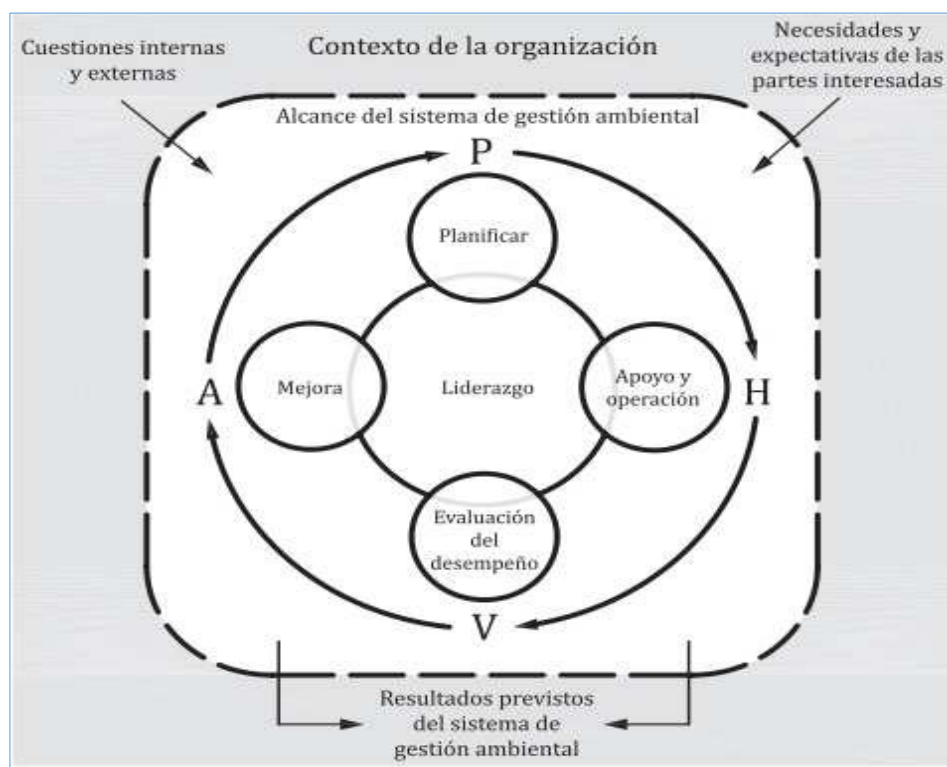 Cuestiones internas
y externas
Contexto de la organización
Necesidades y
expectativas de las
partes interesadas
Alcance del sistema de gestión ambiental
P
Planificar
A
Mejora
Liderazgo
Apoyo y
operación
H
Evaluación
del
desempeño
V
Resultados previstos
del sistema de
gestión ambiental